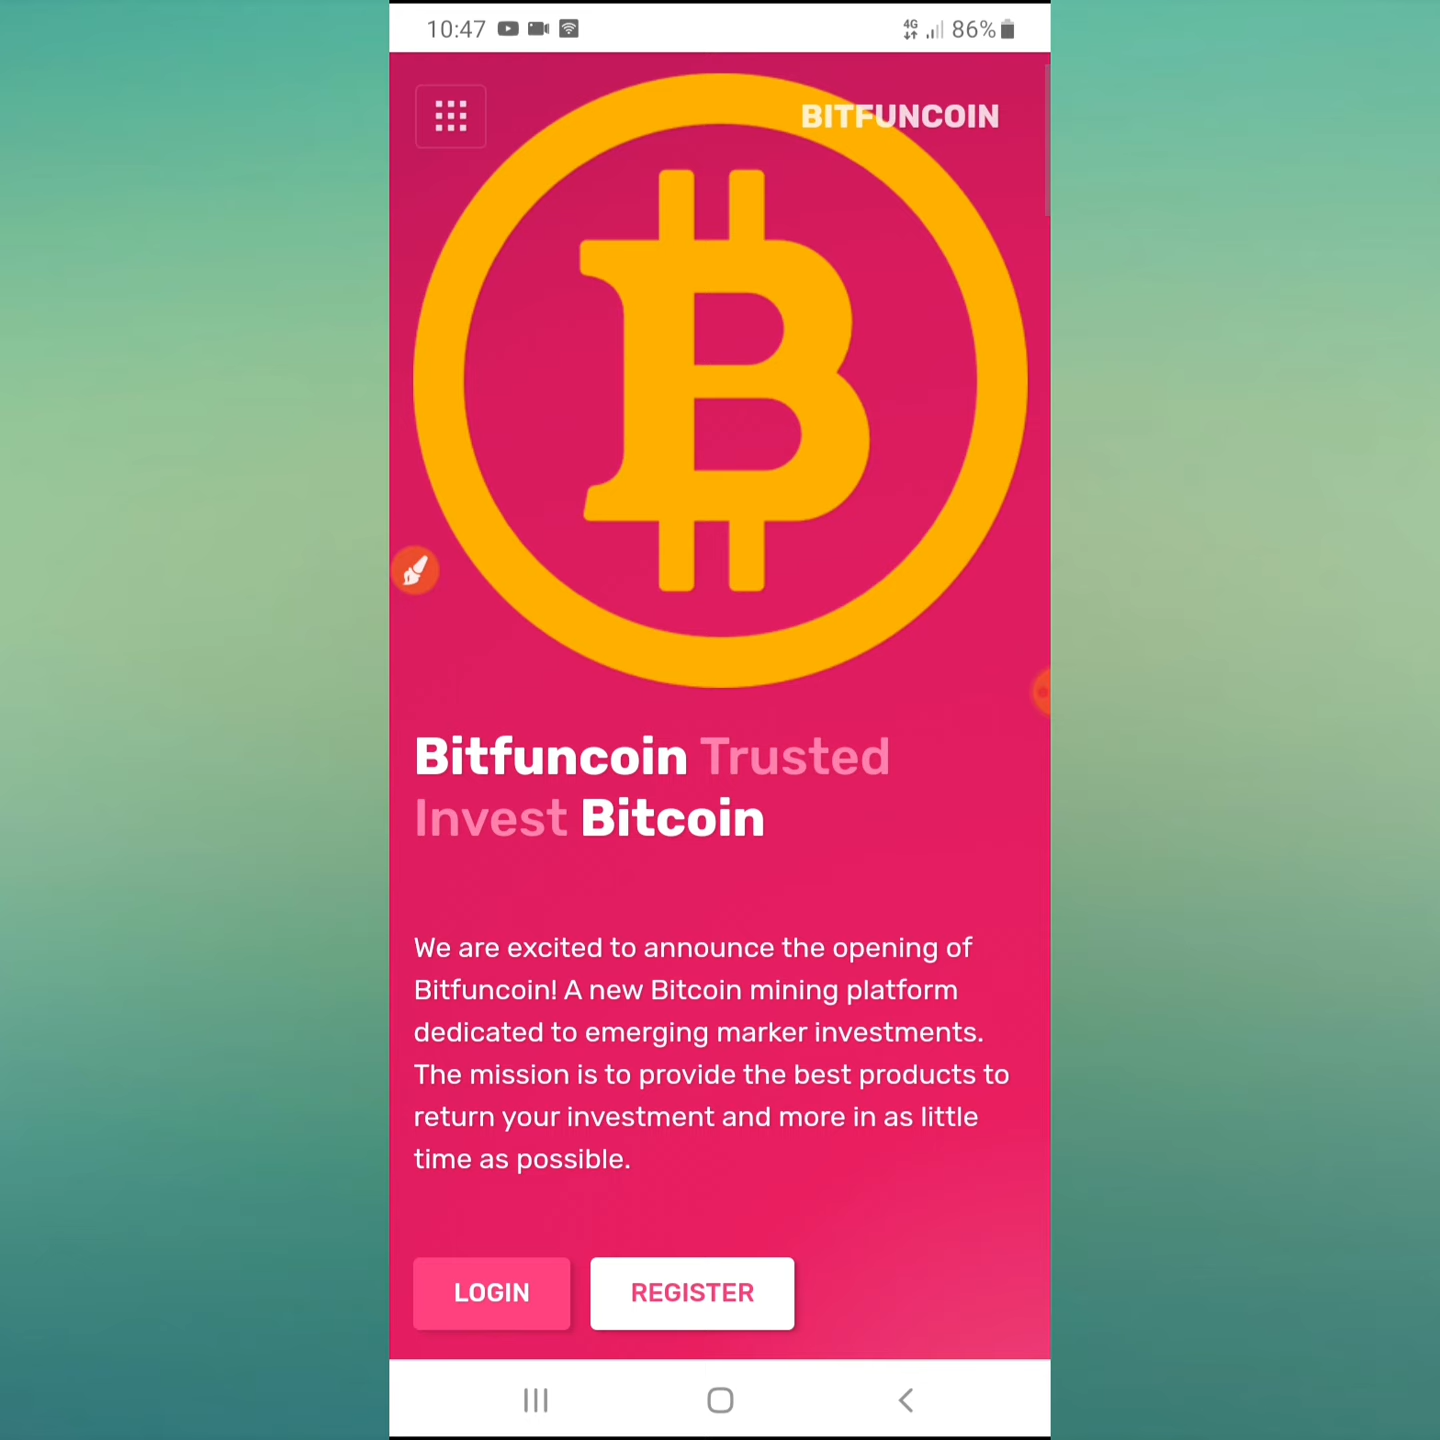 10:47
4G 86%
BITFUNCOIN
Bitfuncoin Trusted
Invest Bitcoin
We are excited to announce the opening of
Bitfuncoin! A new Bitcoin mining platform
dedicated to emerging marker investments.
The mission is to provide the best products to
return your investment and more in as little
time as possible.
LOGIN REGISTER